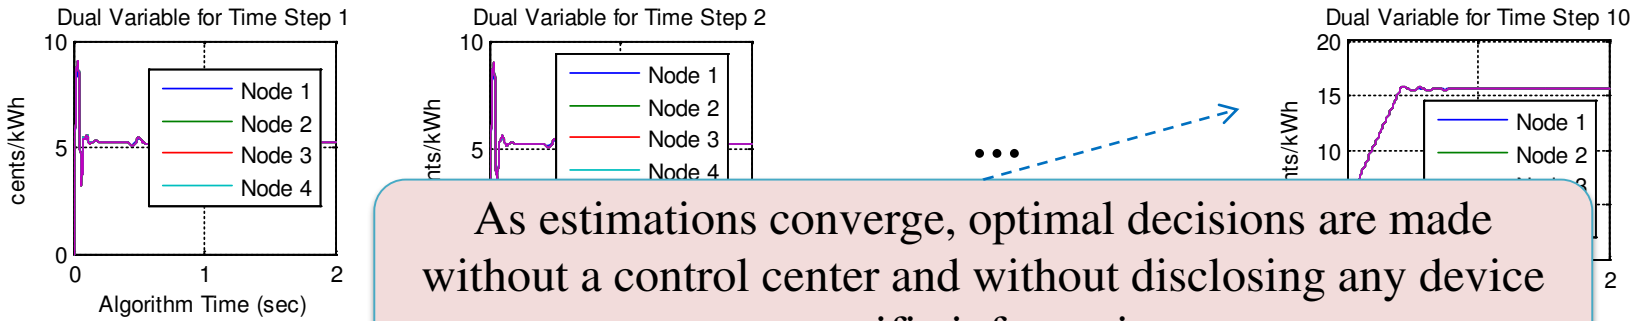 Dual Variable for Time Step 1
10
5
0
cents/kWh
Node 1
Node 2
Node 3
Node 4
0 1 2
Algorithm Time (sec)
Dual Variable for Time Step 2
10
5
Node 1
Node 2
Node 3
Node 4
...
Dual Variable for Time Step 10
20
15
10
Node 1
Node 2
2
As estimations converge, optimal decisions are made
without a control center and without disclosing any device